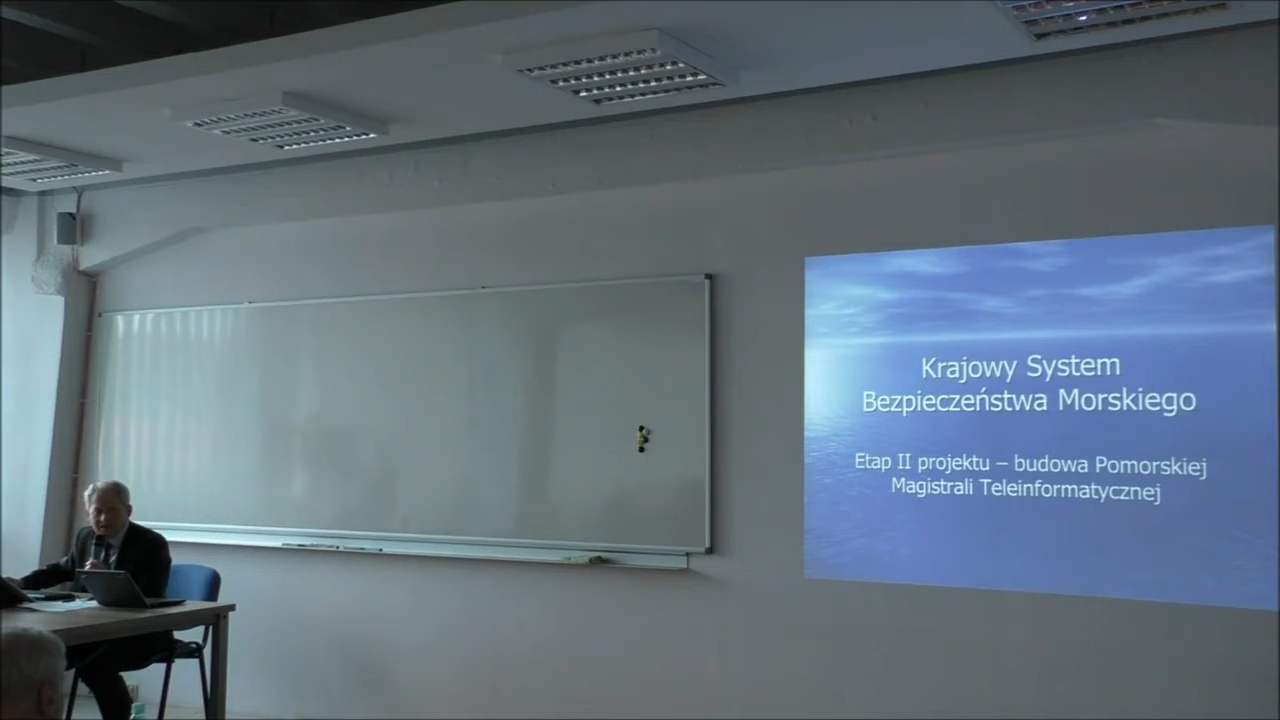 Krajowy System
Bezpieczeństwa Morskiego
Etap II projektu – budowa Pomorskiej
Magistrali Teleinformatycznej